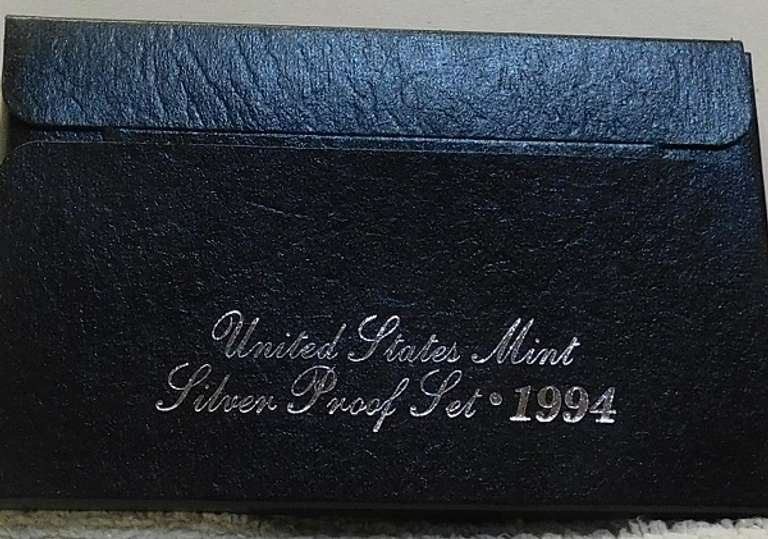 United States Mint
Silver Proof Set • 1994